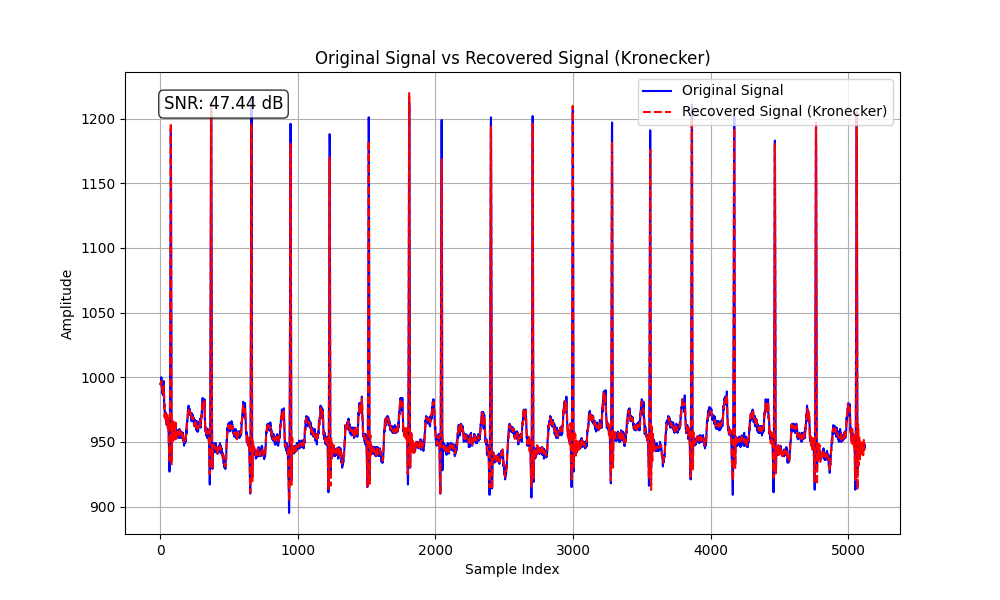 Original Signal vs Recovered Signal (Kronecker)
SNR: 47.44 dB
Original Signal
Recovered Signal (Kronecker)
Amplitude
1200
1150
1100
1050
1000
950
900
0 1000 2000 3000 4000 5000
Sample Index